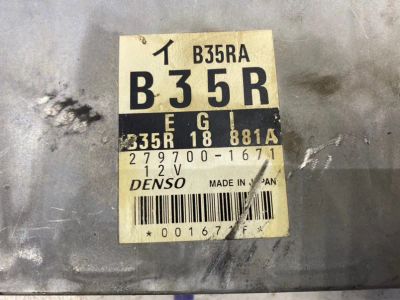 イ B35RA
B35R
EGI
B35R 18 881A
279700-1671
12V
DENSO MADE IN JAPAN
*001671F*